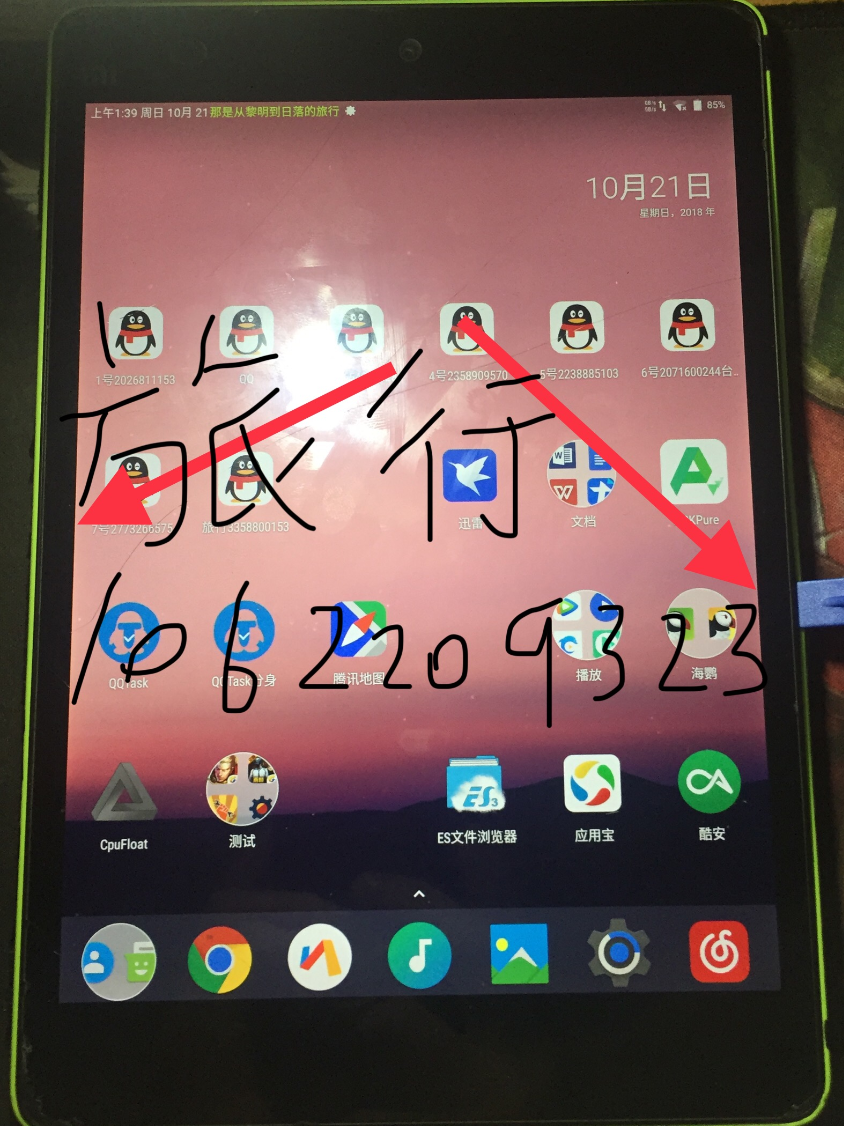 上午1:39 周日 10月 21 那是从黎明到日落的旅行 85%
10月21日
星期日，2018 年
1号2026811153 QQ 4号2358909570 5号2238885103 6号2071600244台...
旅行
7号2773266575 旅行3358800153 迅雷 文档 KPure
1062209323
QQTask QQTask分身 腾讯地图 播放 海鹦
CpuFloat 测试 ES文件浏览器 应用宝 酷安